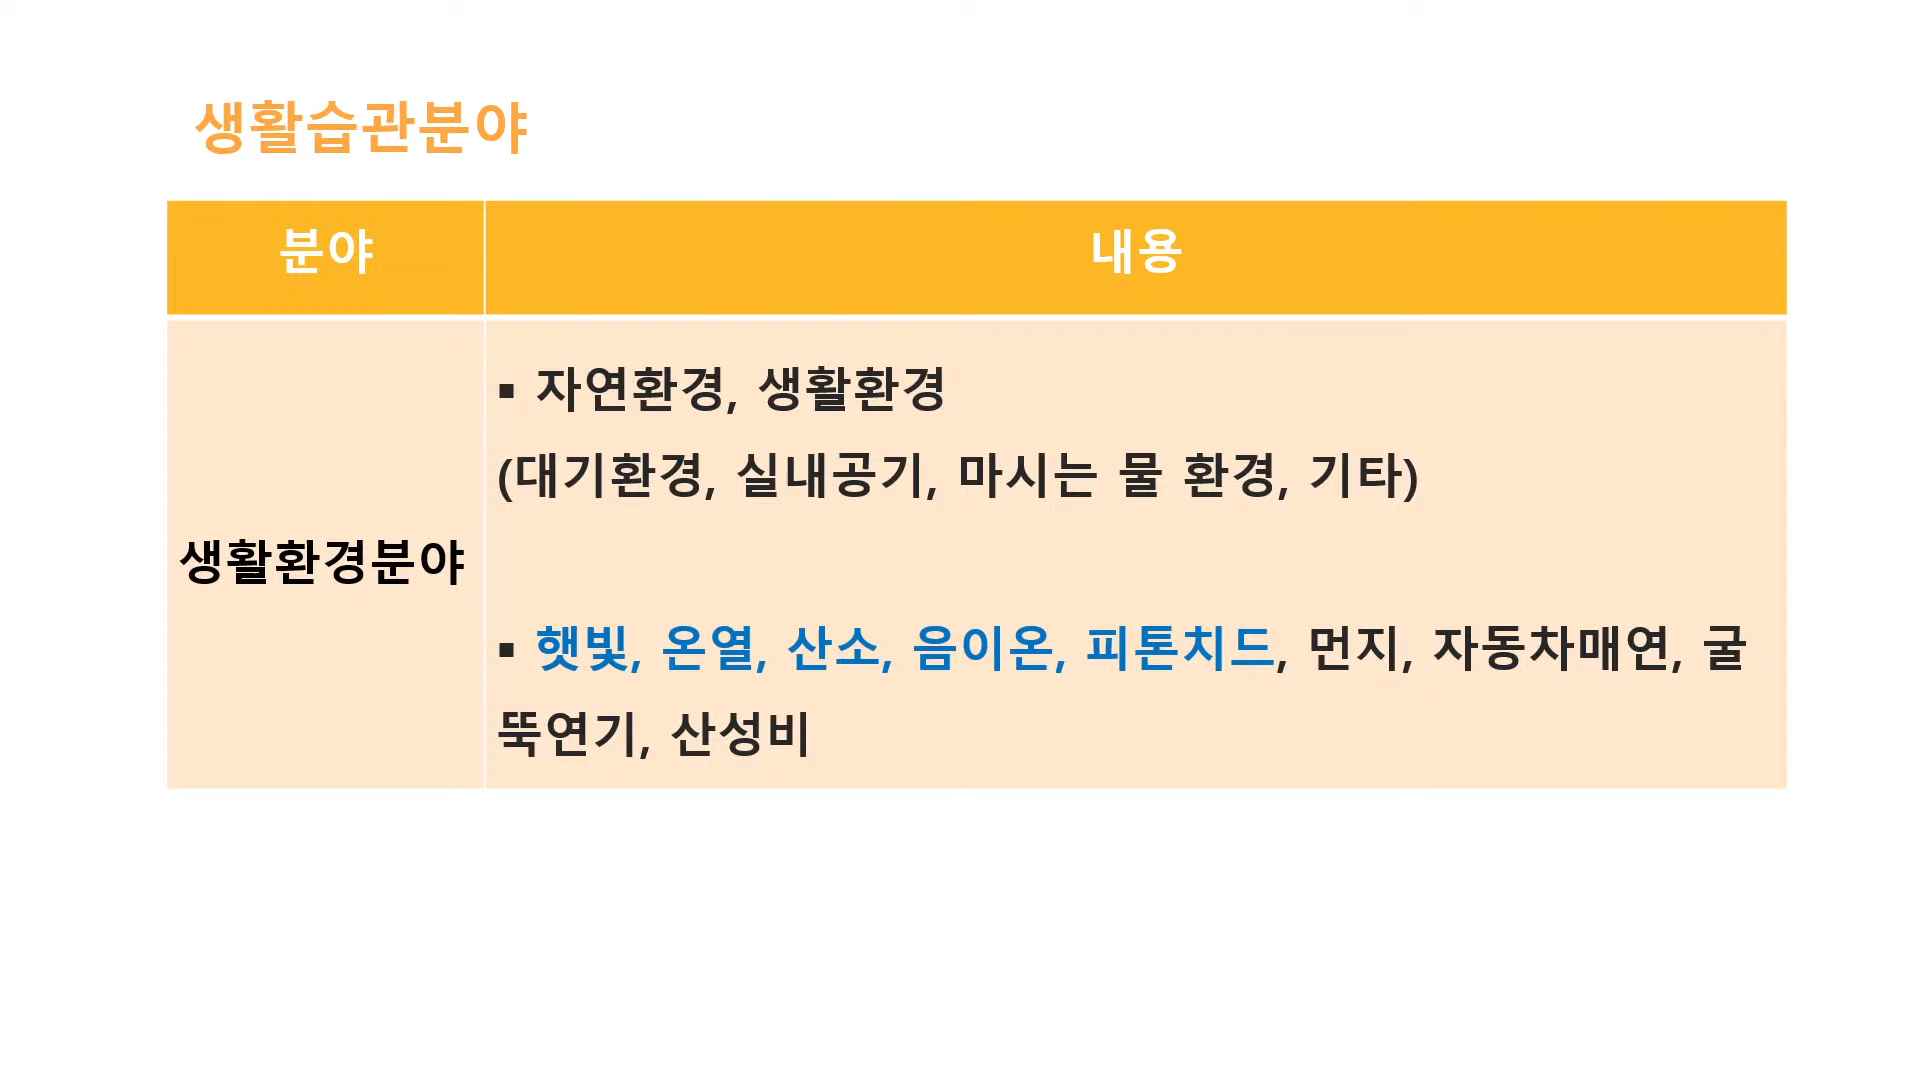 생활습관분야
분야
내용
생활환경분야
▪ 자연환경, 생활환경
(대기환경, 실내공기, 마시는 물 환경, 기타)
▪ 햇빛, 온열, 산소, 음이온, 피톤치드, 먼지, 자동차매연, 굴
뚝연기, 산성비